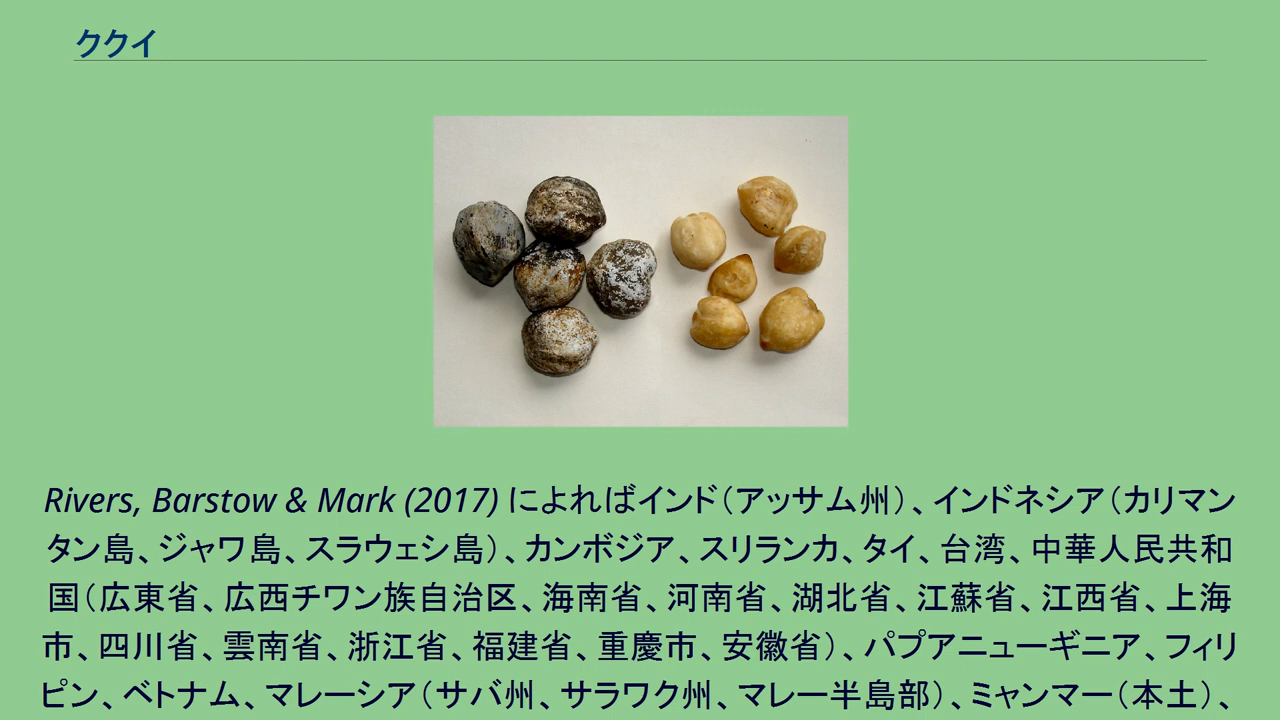 ククイ
Rivers, Barstow & Mark (2017) によればインド（アッサム州）、インドネシア（カリマン
タン島、ジャワ島、スラウェシ島）、カンボジア、スリランカ、タイ、台湾、中華人民共和
国（広東省、広西チワン族自治区、海南省、河南省、湖北省、江蘇省、江西省、上海
市、四川省、雲南省、浙江省、福建省、重慶市、安徽省）、パプアニューギニア、フィリ
ピン、ベトナム、マレーシア（サバ州、サラワク州、マレー半島部）、ミャンマー（本土）、